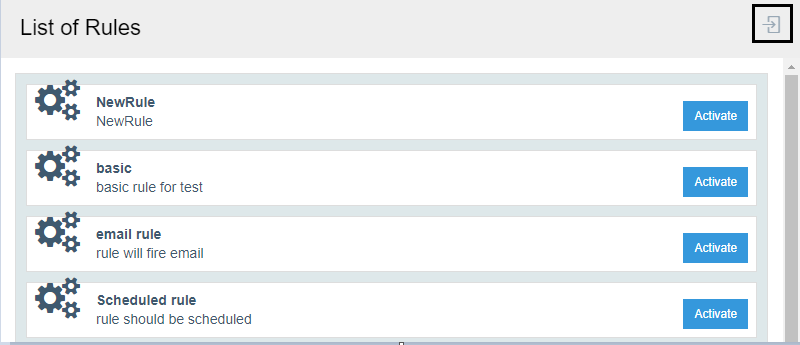 List of Rules
NewRule
NewRule
Activate
basic
basic rule for test
Activate
email rule
rule will fire email
Activate
Scheduled rule
rule should be scheduled
Activate